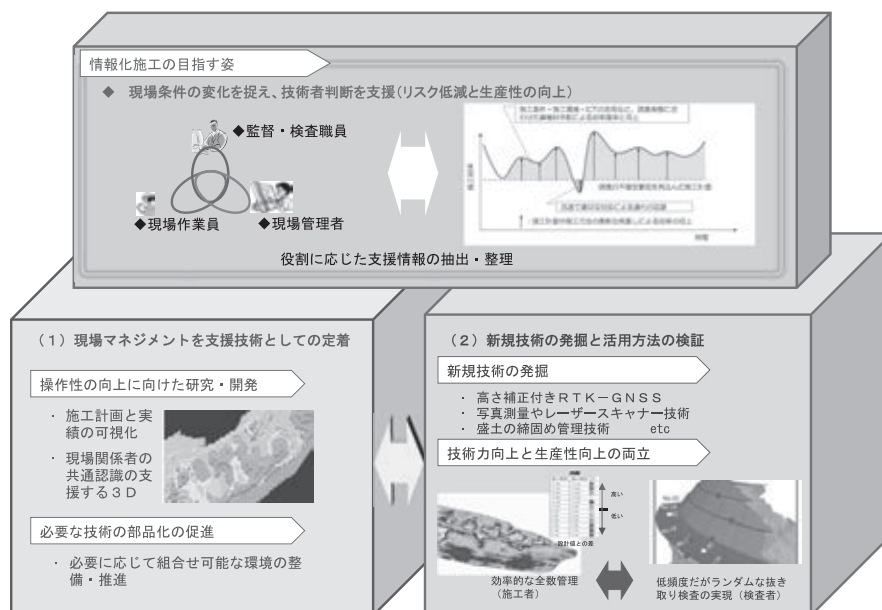 情報化施工の目指す姿
◆ 現場条件の変化を捉え、技術者判断を支援(リスク低減と生産性の向上)
◆監督・検査職員
◆現場作業員
◆現場管理者
役割に応じた支援情報の抽出・整理
(1)現場マネジメントを支援技術としての定着
操作性の向上に向けた研究・開発
・ 施工計画と実
績の可視化
・ 現場関係者の
共通認識の支
援する3D
必要な技術の部品化の促進
・ 必要に応じて組合せ可能な環境の整
備・推進
(2)新規技術の発掘と活用方法の検証
新規技術の発掘
・ 高さ補正付きRTK-GNSS
・ 写真測量やレーザースキャナー技術
・ 盛土の締固め管理技術 etc
技術力向上と生産性向上の両立
高い
低い
設計値との差
効率的な全数管理
(施工者)
低頻度だがランダムな抜き
取り検査の実現(検査者)